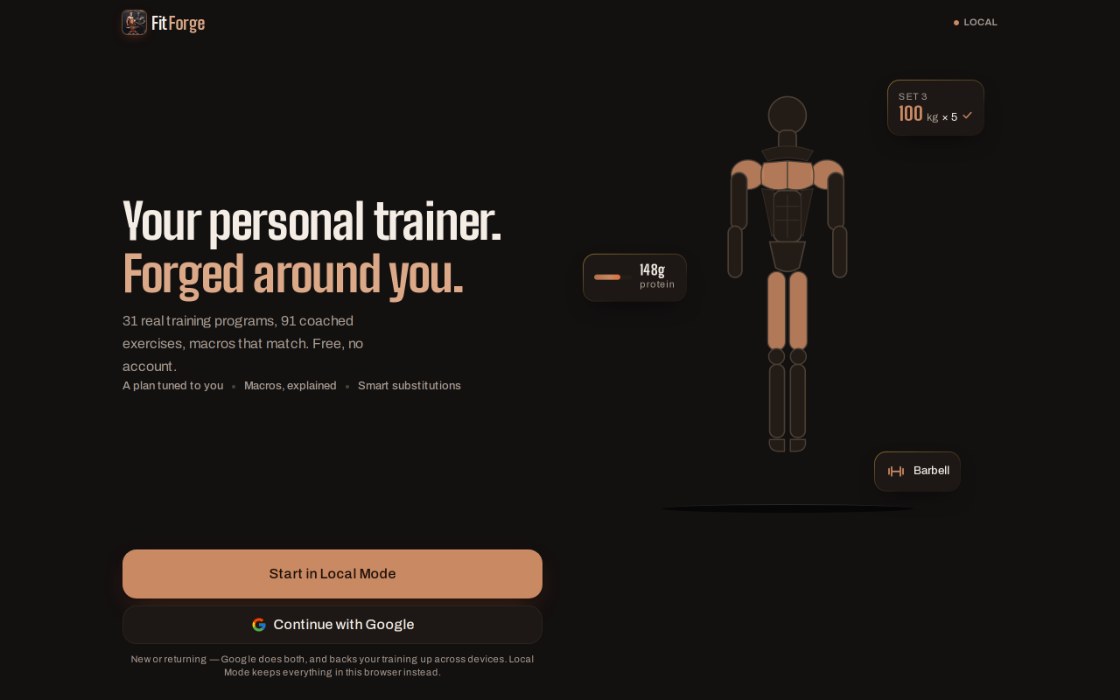 FitForge
LOCAL
SET 3
100 kg × 5
Your personal trainer.
Forged around you.
148g
protein
31 real training programs, 91 coached
exercises, macros that match. Free, no
account.
A plan tuned to you • Macros, explained • Smart substitutions
Barbell
Start in Local Mode
Continue with Google
New or returning — Google does both, and backs your training up across devices. Local
Mode keeps everything in this browser instead.